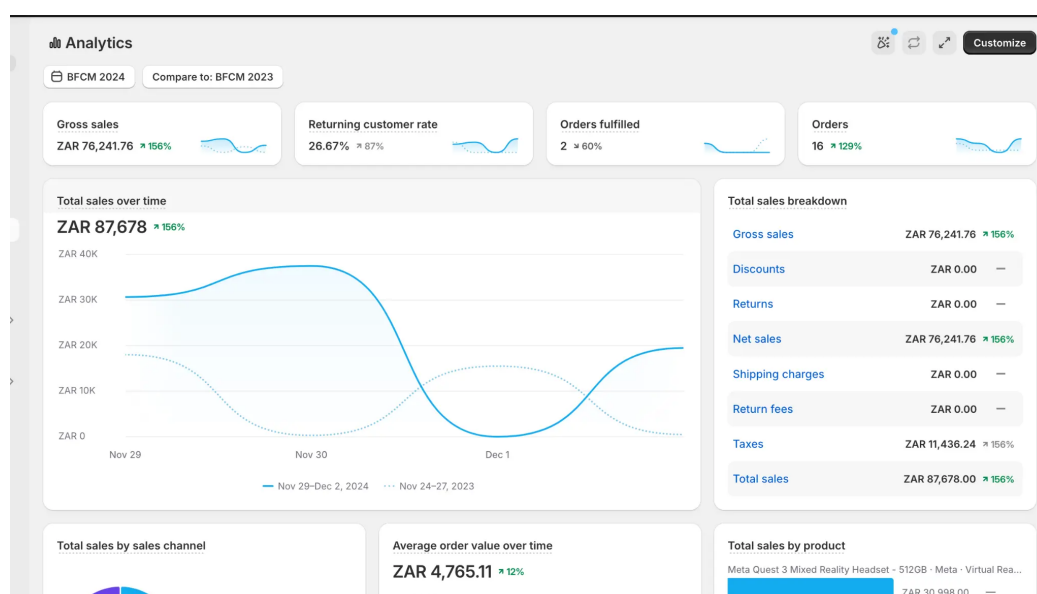 Analytics
Customize
BFCM 2024
Compare to: BFCM 2023
Gross sales
ZAR 76,241.76 ↗ 156%
Returning customer rate
26.67% ↗ 87%
Orders fulfilled
2 ↘ 60%
Orders
16 ↗ 129%
Total sales over time
ZAR 87,678 ↗ 156%
ZAR 40K
ZAR 30K
ZAR 20K
ZAR 10K
ZAR 0
Nov 29 Nov 30 Dec 1
Nov 29–Dec 2, 2024 Nov 24–27, 2023
Total sales breakdown
Gross sales ZAR 76,241.76 ↗ 156%
Discounts ZAR 0.00 —
Returns ZAR 0.00 —
Net sales ZAR 76,241.76 ↗ 156%
Shipping charges ZAR 0.00 —
Return fees ZAR 0.00 —
Taxes ZAR 11,436.24 ↗ 156%
Total sales ZAR 87,678.00 ↗ 156%
Total sales by sales channel
Average order value over time
ZAR 4,765.11 ↗ 12%
Total sales by product
Meta Quest 3 Mixed Reality Headset - 512GB · Meta · Virtual Rea...
ZAR 30,998.00 —